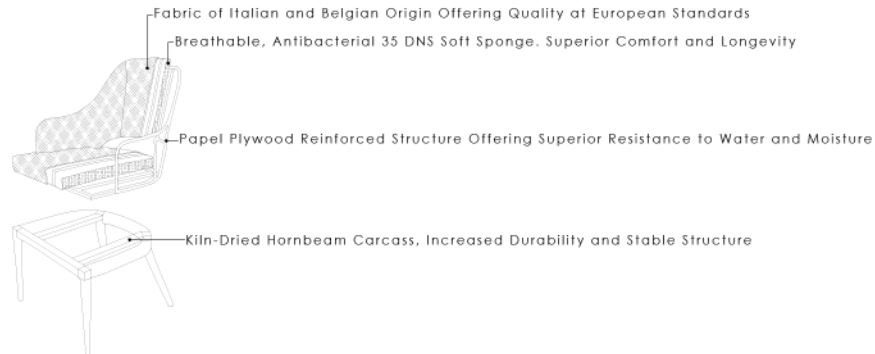 Fabric of Italian and Belgian Origin Offering Quality at European Standards
Breathable, Antibacterial 35 DNS Soft Sponge. Superior Comfort and Longevity
Papel Plywood Reinforced Structure Offering Superior Resistance to Water and Moisture
Kiln-Dried Hornbeam Carcass, Increased Durability and Stable Structure